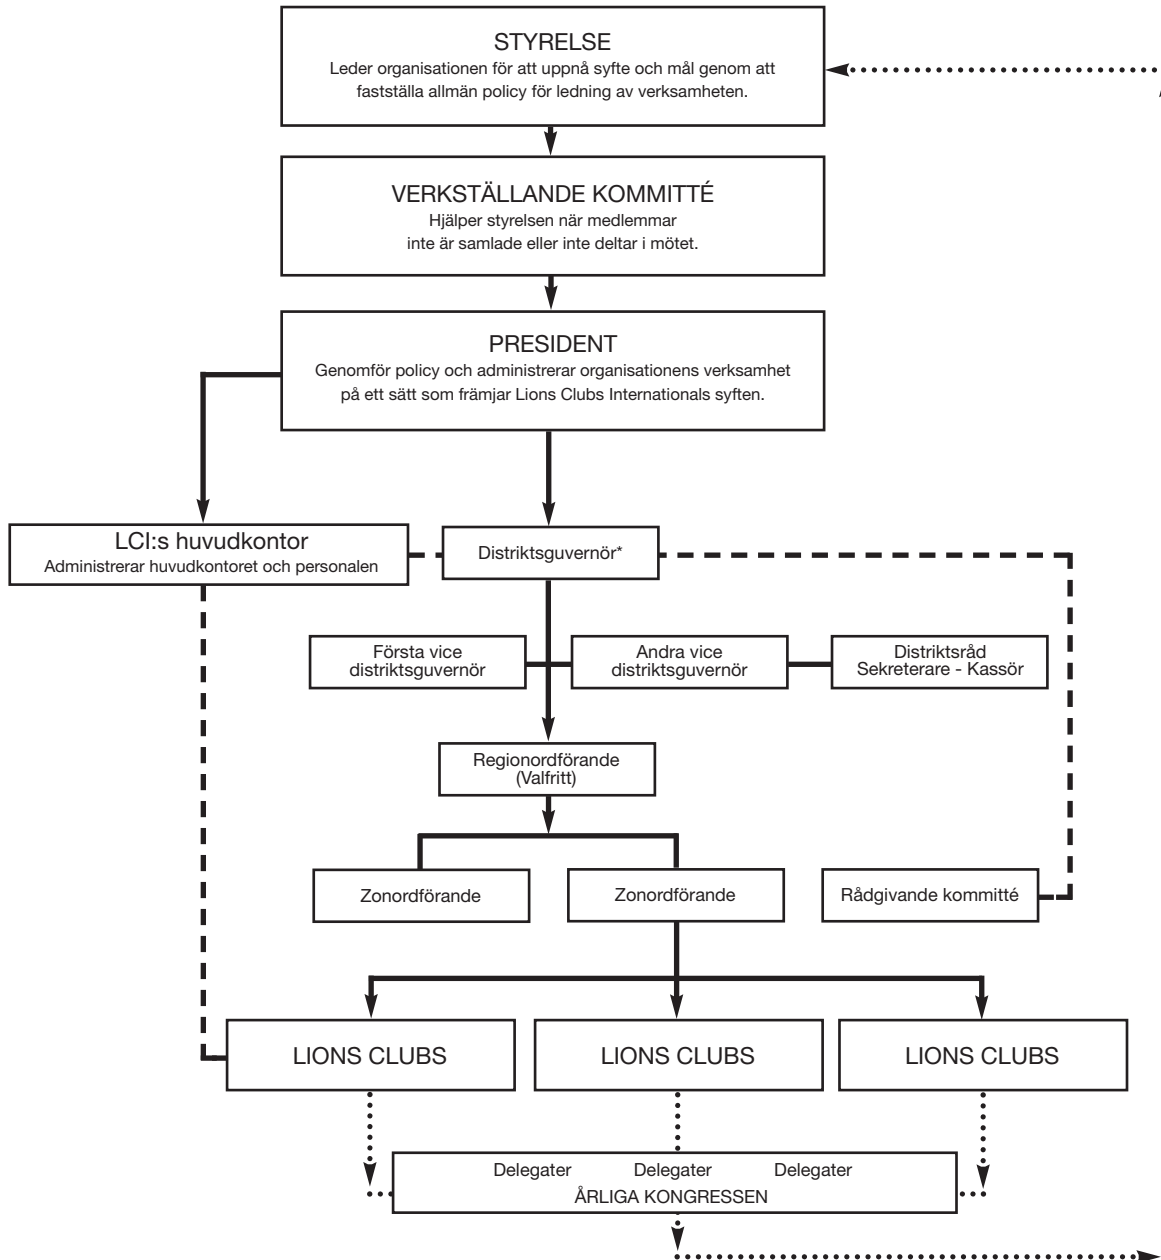 STYRELSE
Leder organisationen för att uppnå syfte och mål genom att
fastställa allmän policy för ledning av verksamheten.
VERKSTÄLLANDE KOMMITTÉ
Hjälper styrelsen när medlemmar
inte är samlade eller inte deltar i mötet.
PRESIDENT
Genomför policy och administrerar organisationens verksamhet
på ett sätt som främjar Lions Clubs Internationals syften.
LCI:s huvudkontor
Administrerar huvudkontoret och personalen
Distriktsguvernör*
Första vice
distriktsguvernör
Andra vice
distriktsguvernör
Distriktsråd
Sekreterare - Kassör
Regionordförande
(Valfritt)
Zonordförande
Zonordförande
Rådgivande kommitté
LIONS CLUBS
LIONS CLUBS
LIONS CLUBS
Delegater Delegater Delegater
ÅRLIGA KONGRESSEN